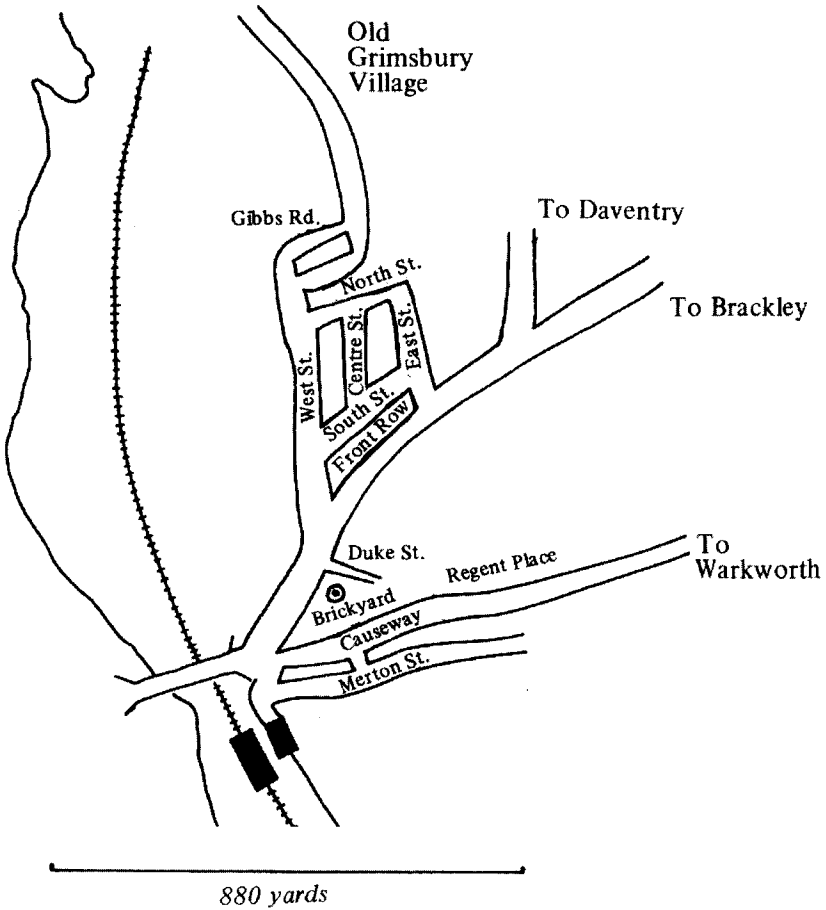 Old
Grimsbury
Village
Gibbs Rd.
To Daventry
North St.
To Brackley
West St.
Centre St.
East St.
South St.
Front Row
Duke St.
Regent Place
To
Warkworth
Brickyard
Causeway
Merton St.
880 yards